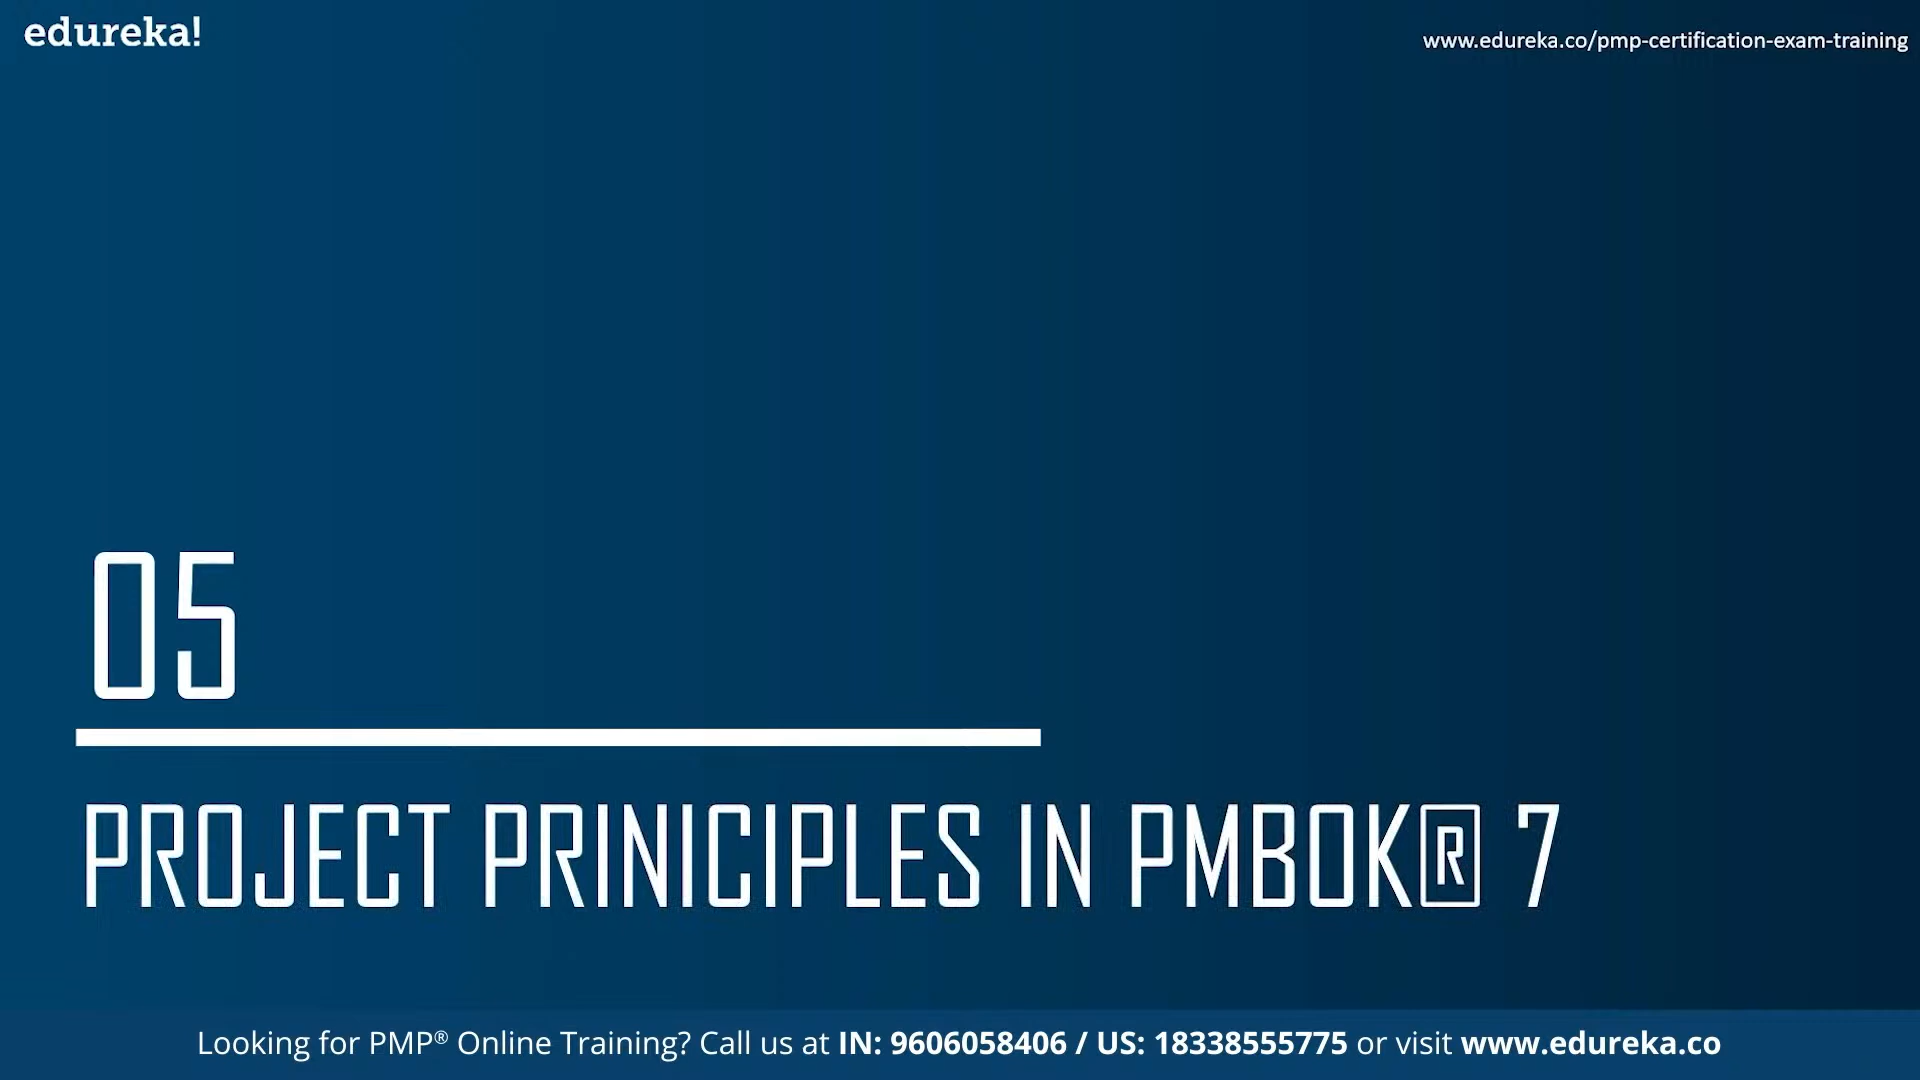 edureka!
www.edureka.co/pmp-certification-exam-training
05
PROJECT PRINICIPLES IN PMBOK® 7
Looking for PMP® Online Training? Call us at IN: 9606058406 / US: 18338555775 or visit www.edureka.co